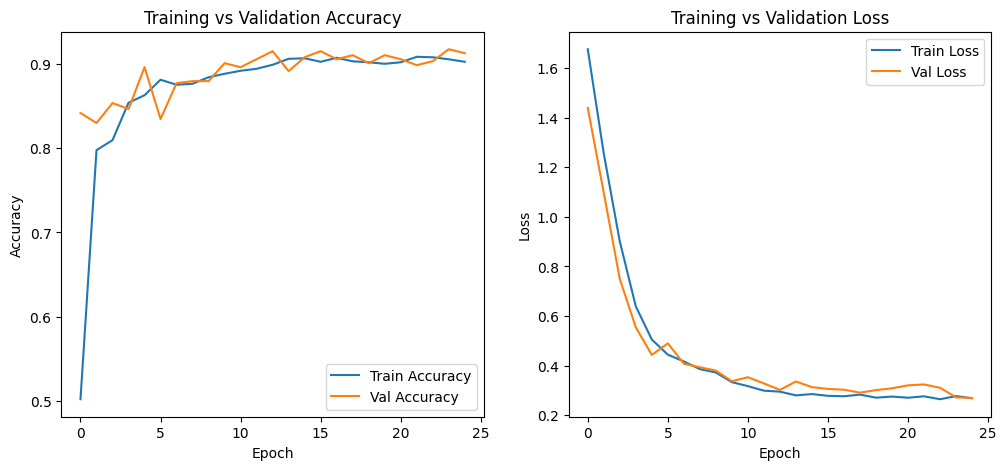 Training vs Validation Accuracy
0.9
0.8
0.7
0.6
0.5
Accuracy
0 5 10 15 20 25
Epoch
Train Accuracy
Val Accuracy
Training vs Validation Loss
1.6
1.4
1.2
1.0
0.8
0.6
0.4
0.2
Loss
0 5 10 15 20 25
Epoch
Train Loss
Val Loss